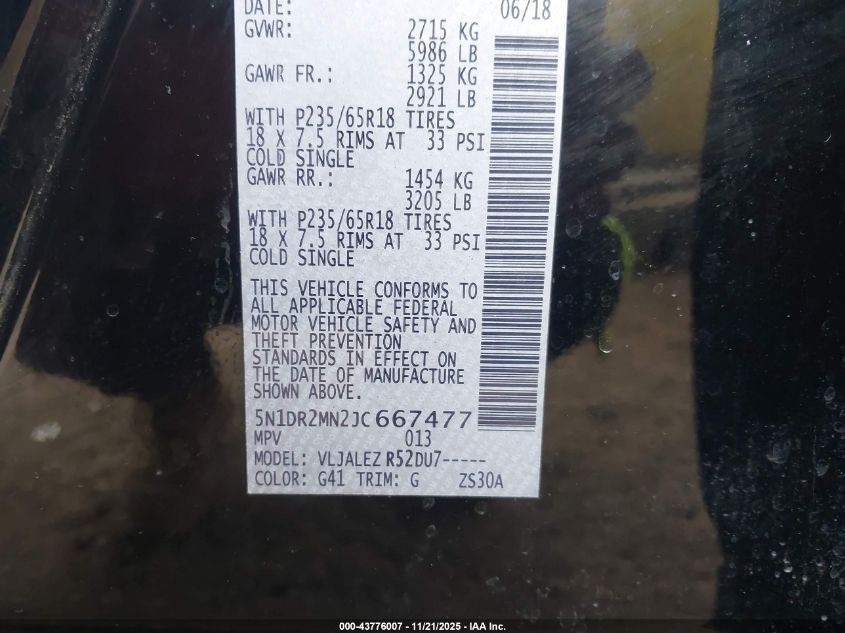 DATE: 06/18
GVWR: 2715 KG
5986 LB
GAWR FR.: 1325 KG
2921 LB
WITH P235/65R18 TIRES
18 X 7.5 RIMS AT 33 PSI
COLD SINGLE
GAWR RR.: 1454 KG
3205 LB
WITH P235/65R18 TIRES
18 X 7.5 RIMS AT 33 PSI
COLD SINGLE
THIS VEHICLE CONFORMS TO
ALL APPLICABLE FEDERAL
MOTOR VEHICLE SAFETY AND
THEFT PREVENTION
STANDARDS IN EFFECT ON
THE DATE OF MANUFACTURE
SHOWN ABOVE.
5N1DR2MN2JC667477
MPV 013
MODEL: VLJALEZ R52DU7-----
COLOR: G41 TRIM: G ZS30A
000-43776007 - 11/21/2025 - IAA Inc.